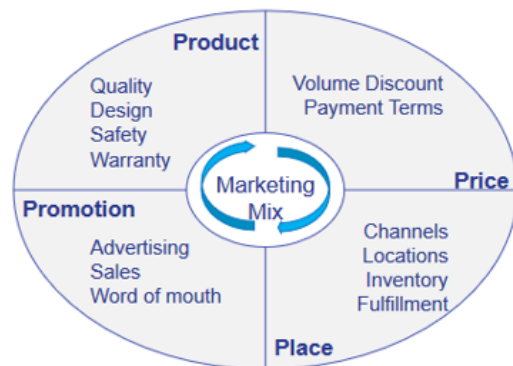 Product
Quality
Design
Safety
Warranty
Volume Discount
Payment Terms
Price
Marketing
Mix
Promotion
Advertising
Sales
Word of mouth
Channels
Locations
Inventory
Fulfillment
Place